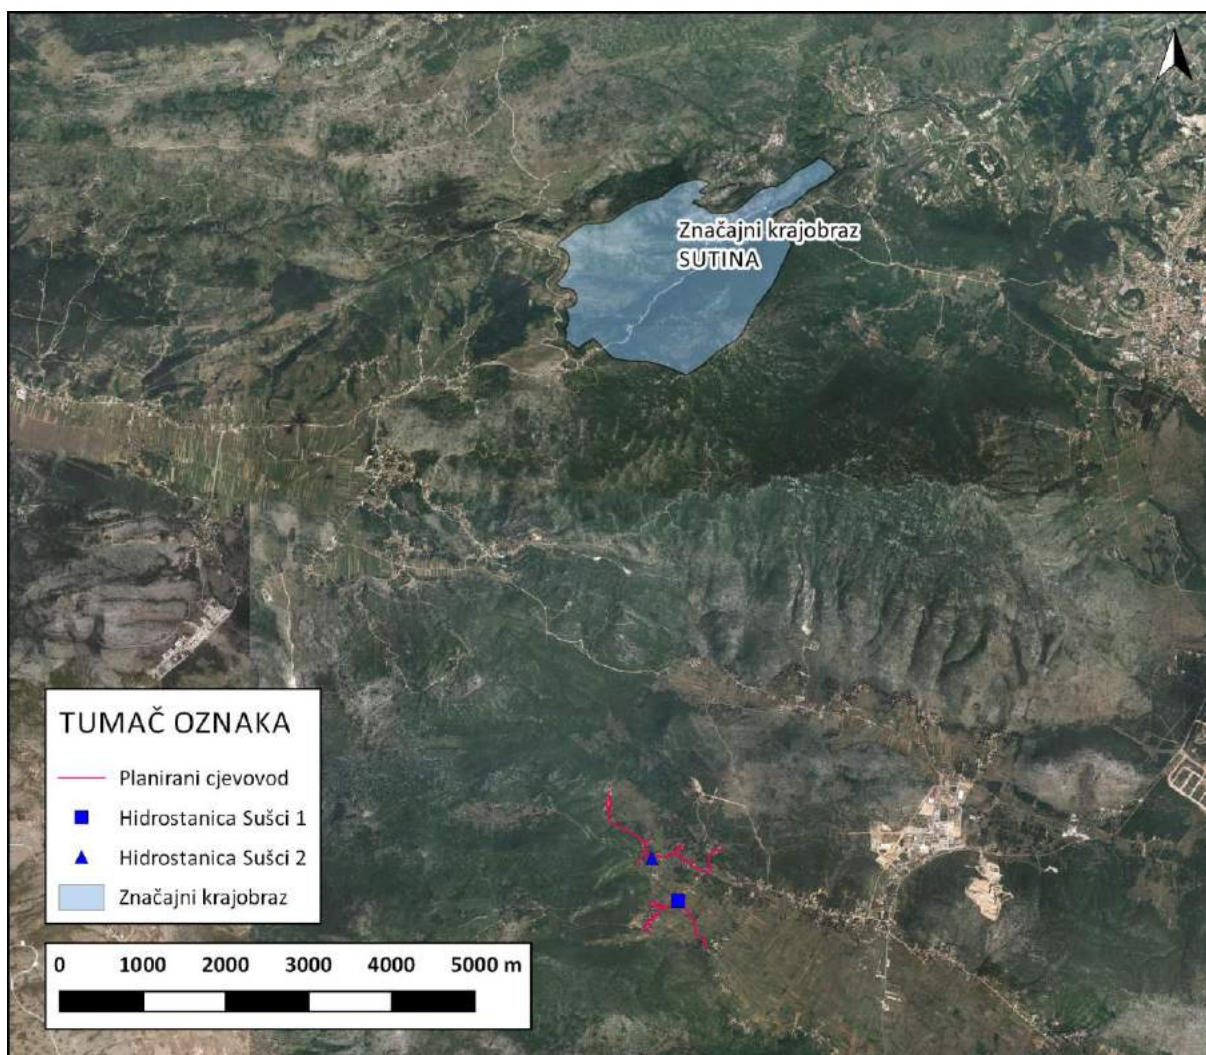 Značajni krajobraz
SUTINA
TUMAČ OZNAKA
Planirani cjevovod
Hidrostanica Sušci 1
Hidrostanica Sušci 2
Značajni krajobraz
0 1000 2000 3000 4000 5000 m